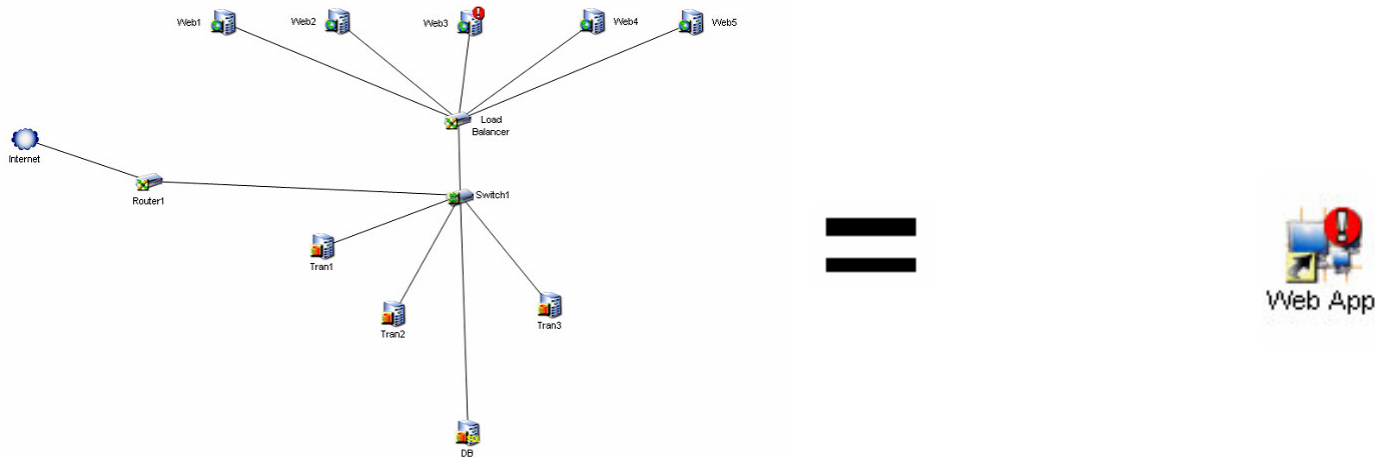 Web1
Web2
Web3
Web4
Web5
Load
Balancer
Internet
Router1
Switch1
Tran1
Tran2
Tran3
DB
Web App